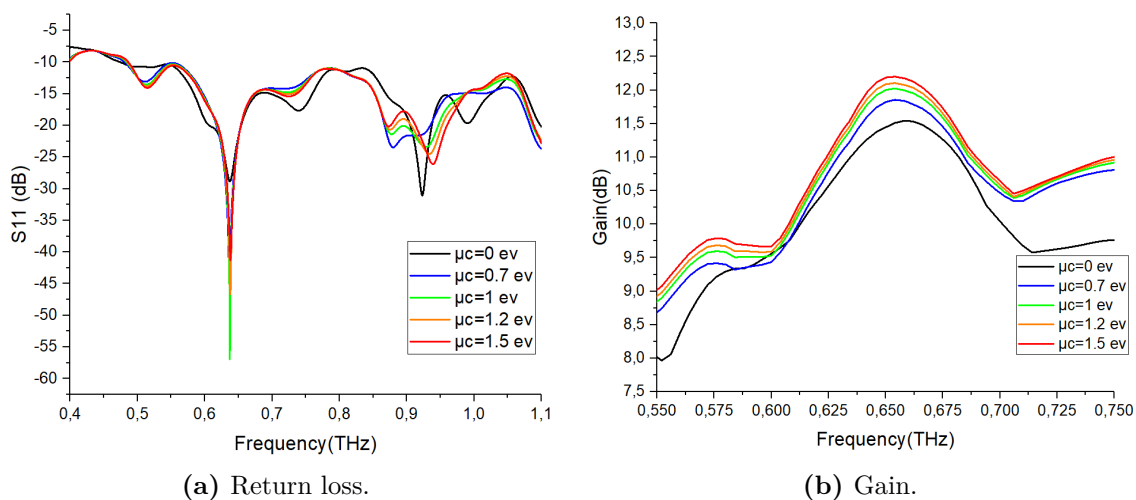 -5
-10
-15
-20
-25
-30
-35
-40
-45
-50
-55
-60
S11 (dB)
0,4 0,5 0,6 0,7 0,8 0,9 1,0 1,1
Frequency(THz)
μc=0 ev
μc=0.7 ev
μc=1 ev
μc=1.2 ev
μc=1.5 ev
(a) Return loss.
13,0
12,5
12,0
11,5
11,0
10,5
10,0
9,5
9,0
8,5
8,0
7,5
Gain(dB)
0,550 0,575 0,600 0,625 0,650 0,675 0,700 0,725 0,750
Frequency(THz)
μc=0 ev
μc=0.7 ev
μc=1 ev
μc=1.2 ev
μc=1.5 ev
(b) Gain.